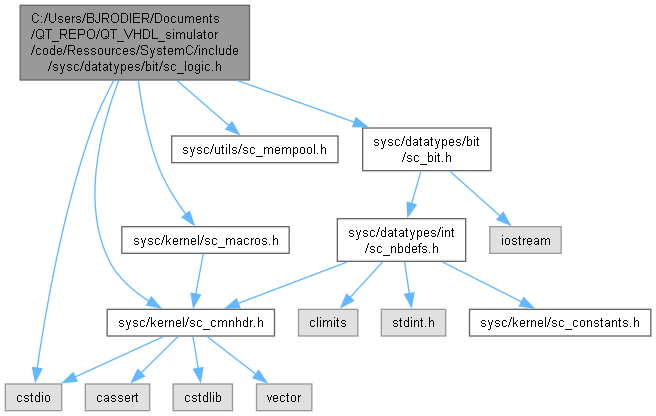 C:/Users/BJRODIER/Documents
/QT_REPO/QT_VHDL_simulator
/code/Ressources/SystemC/include
/sysc/datatypes/bit/sc_logic.h
sysc/utils/sc_mempool.h
sysc/datatypes/bit
/sc_bit.h
sysc/kernel/sc_macros.h
sysc/datatypes/int
/sc_nbdefs.h
iostream
sysc/kernel/sc_cmnhdr.h
climits
stdint.h
sysc/kernel/sc_constants.h
cstdio
cassert
cstdlib
vector